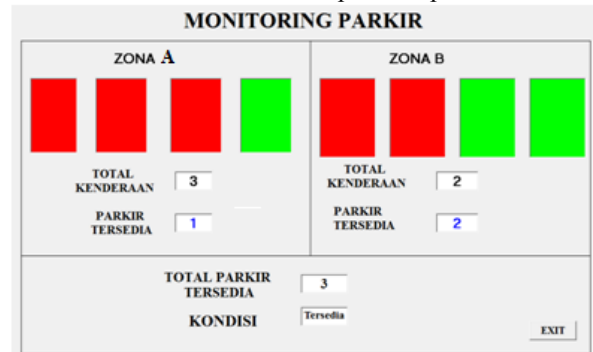 MONITORING PARKIR
ZONA A
TOTAL
KENDERAAN
3
PARKIR
TERSEDIA
1
ZONA B
TOTAL
KENDERAAN
2
PARKIR
TERSEDIA
2
TOTAL PARKIR
TERSEDIA
3
KONDISI
Tersedia
EXIT